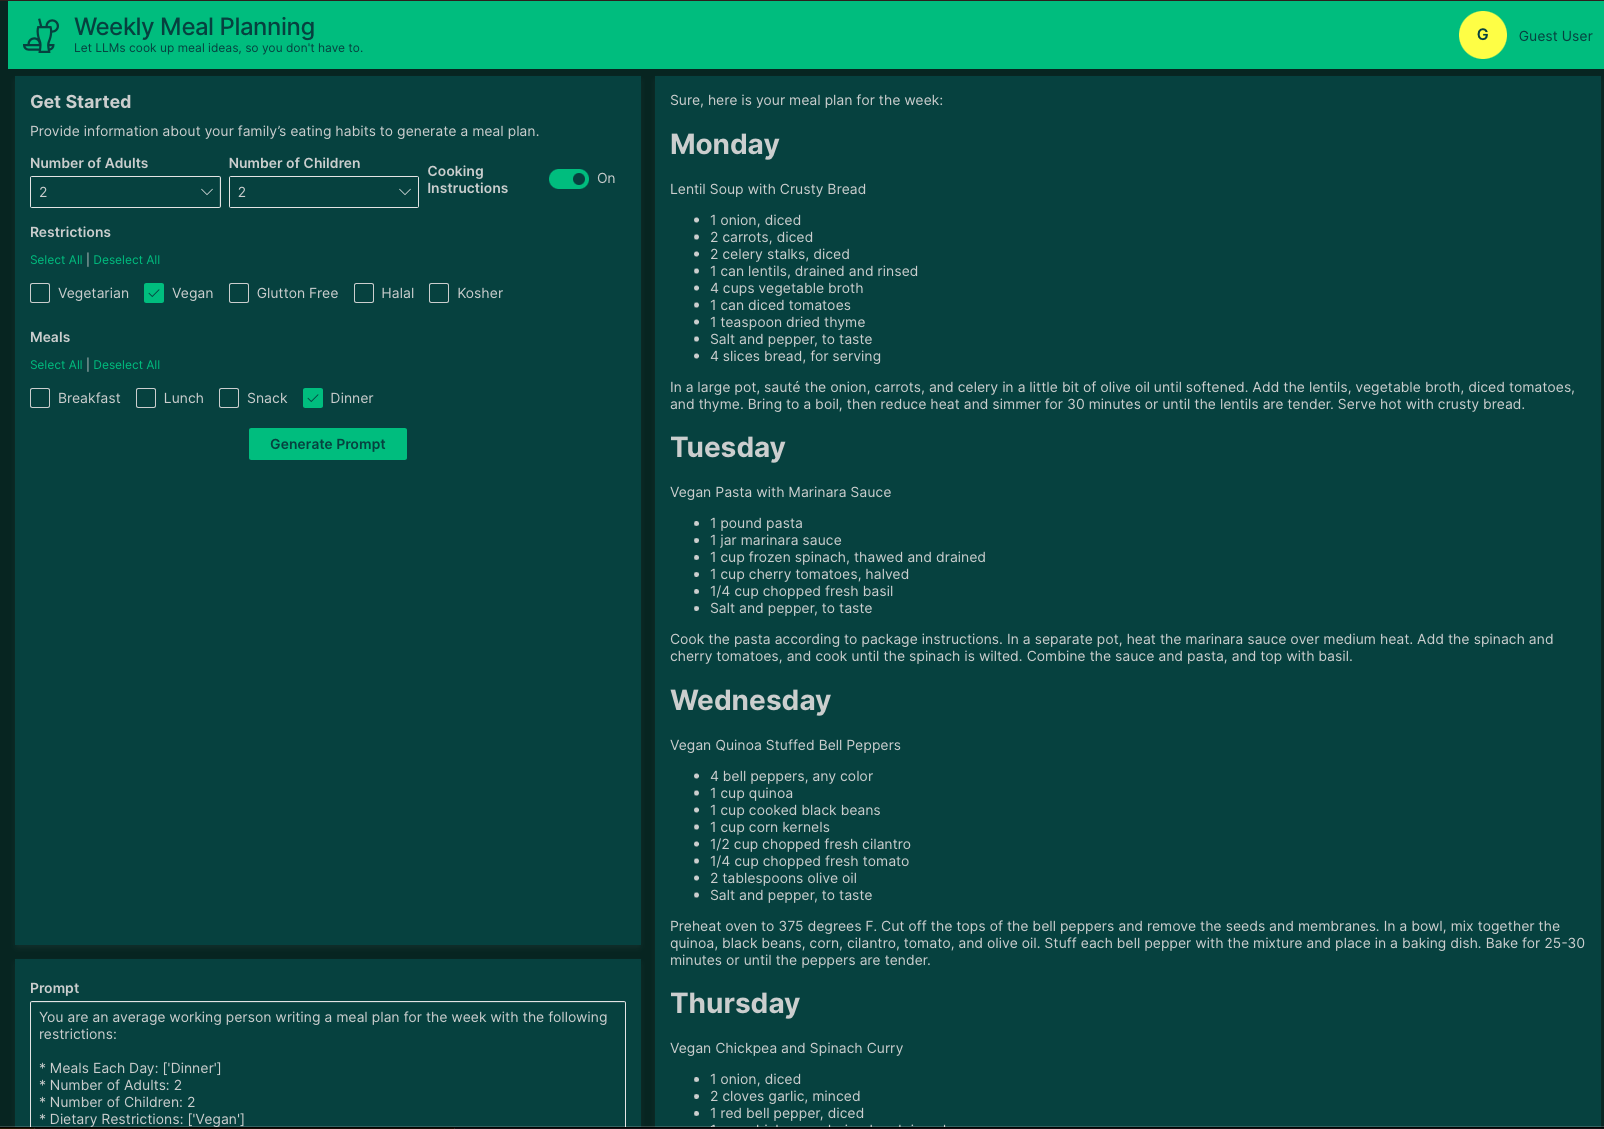 Weekly Meal Planning
Let LLMs cook up meal ideas, so you don't have to.
G
Guest User
Get Started
Provide information about your family's eating habits to generate a meal plan.
Number of Adults
2
Number of Children
2
Cooking
Instructions
On
Restrictions
Select All | Deselect All
Vegetarian
Vegan
Glutton Free
Halal
Kosher
Meals
Select All | Deselect All
Breakfast
Lunch
Snack
Dinner
Generate Prompt
Prompt
You are an average working person writing a meal plan for the week with the following
restrictions:
* Meals Each Day: ['Dinner']
* Number of Adults: 2
* Number of Children: 2
* Dietary Restrictions: ['Vegan']
Sure, here is your meal plan for the week:
Monday
Lentil Soup with Crusty Bread
• 1 onion, diced
• 2 carrots, diced
• 2 celery stalks, diced
• 1 can lentils, drained and rinsed
• 4 cups vegetable broth
• 1 can diced tomatoes
• 1 teaspoon dried thyme
• Salt and pepper, to taste
• 4 slices bread, for serving
In a large pot, sauté the onion, carrots, and celery in a little bit of olive oil until softened. Add the lentils, vegetable broth, diced tomatoes,
and thyme. Bring to a boil, then reduce heat and simmer for 30 minutes or until the lentils are tender. Serve hot with crusty bread.
Tuesday
Vegan Pasta with Marinara Sauce
• 1 pound pasta
• 1 jar marinara sauce
• 1 cup frozen spinach, thawed and drained
• 1 cup cherry tomatoes, halved
• 1/4 cup chopped fresh basil
• Salt and pepper, to taste
Cook the pasta according to package instructions. In a separate pot, heat the marinara sauce over medium heat. Add the spinach and
cherry tomatoes, and cook until the spinach is wilted. Combine the sauce and pasta, and top with basil.
Wednesday
Vegan Quinoa Stuffed Bell Peppers
• 4 bell peppers, any color
• 1 cup quinoa
• 1 cup cooked black beans
• 1 cup corn kernels
• 1/2 cup chopped fresh cilantro
• 1/4 cup chopped fresh tomato
• 2 tablespoons olive oil
• Salt and pepper, to taste
Preheat oven to 375 degrees F. Cut off the tops of the bell peppers and remove the seeds and membranes. In a bowl, mix together the
quinoa, black beans, corn, cilantro, tomato, and olive oil. Stuff each bell pepper with the mixture and place in a baking dish. Bake for 25-30
minutes or until the peppers are tender.
Thursday
Vegan Chickpea and Spinach Curry
• 1 onion, diced
• 2 cloves garlic, minced
• 1 red bell pepper, diced